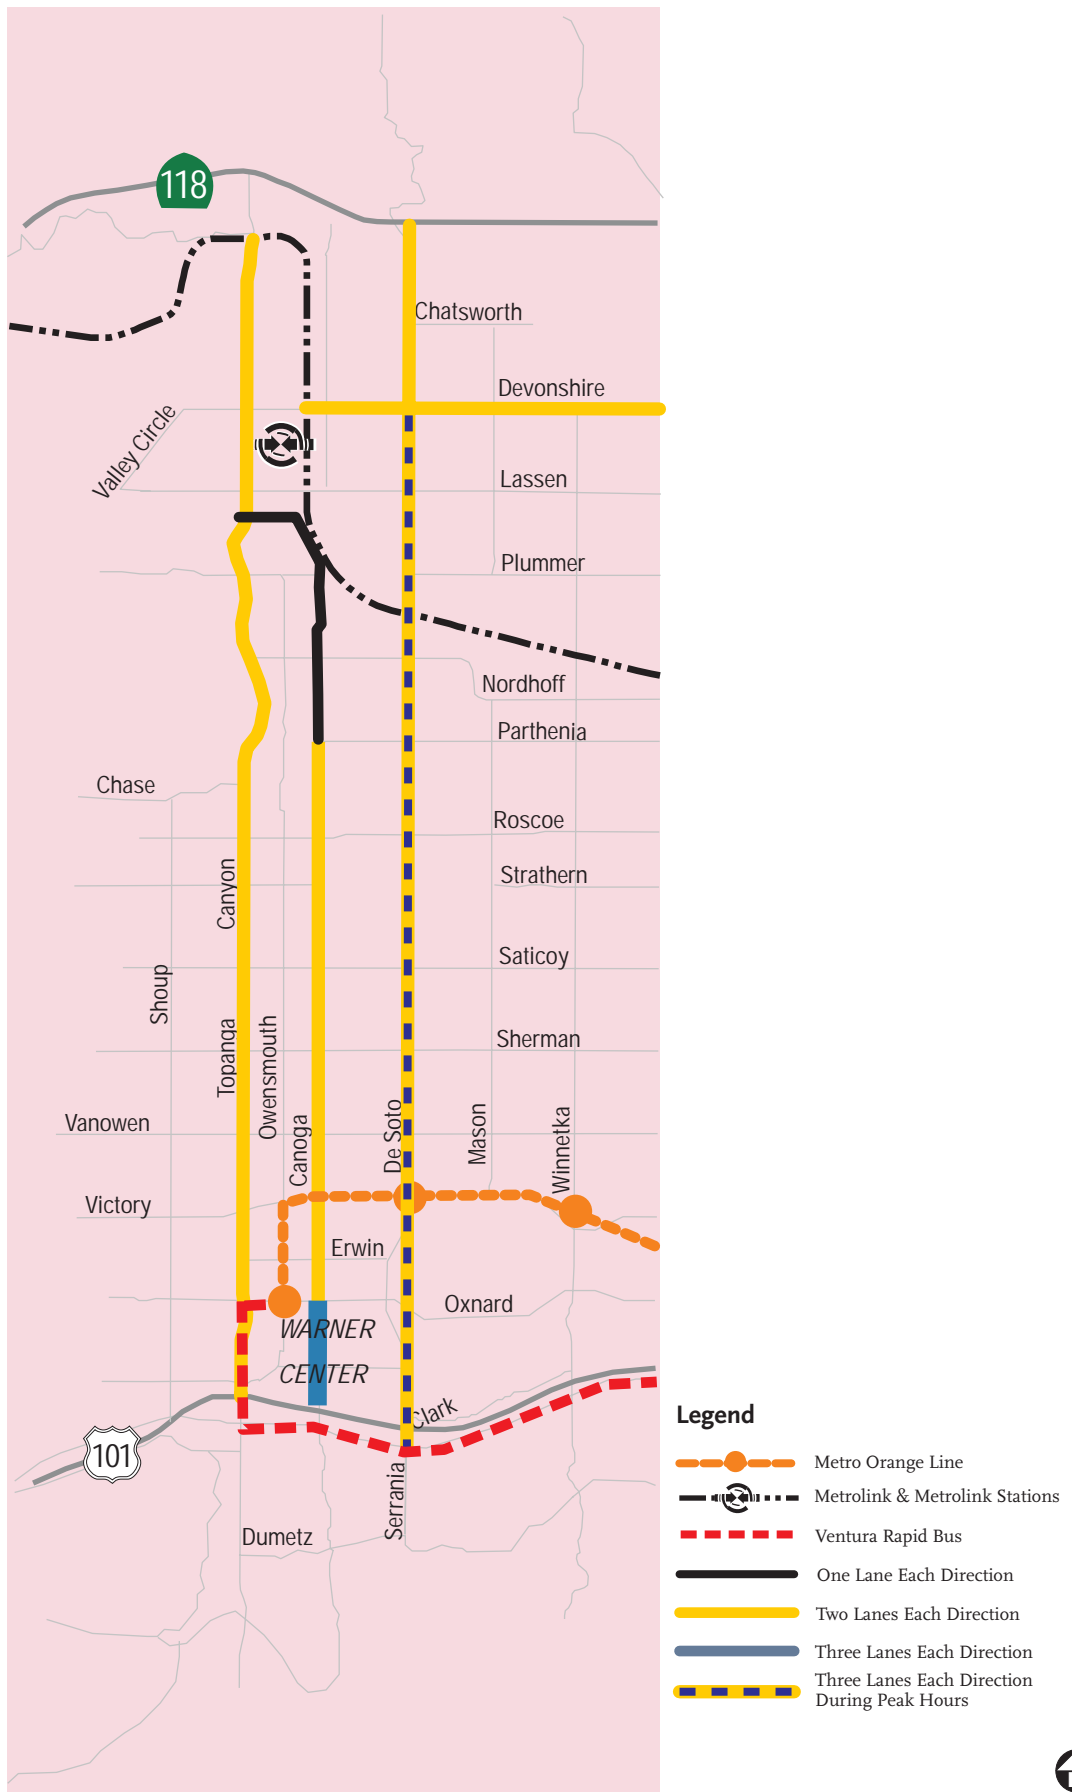 118
Chatsworth
Devonshire
Valley Circle
Lassen
Plummer
Nordhoff
Parthenia
Chase
Roscoe
Strathern
Topanga Canyon
Saticoy
Shoup
Owensmouth
Sherman
Canoga
De Soto
Mason
Winnetka
Vanowen
Victory
Erwin
Oxnard
WARNER
CENTER
Clark
101
Serrania
Dumetz
Legend
Metro Orange Line
Metrolink & Metrolink Stations
Ventura Rapid Bus
One Lane Each Direction
Two Lanes Each Direction
Three Lanes Each Direction
Three Lanes Each Direction
During Peak Hours